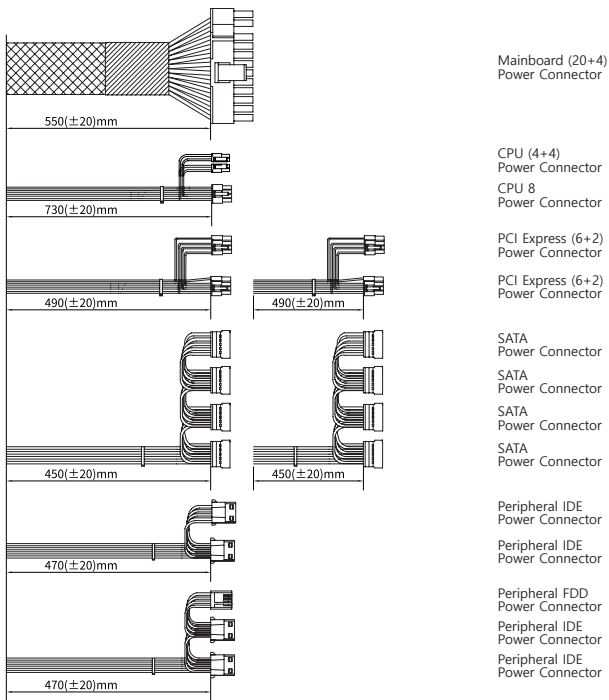 Mainboard (20+4)
Power Connector
550(±20)mm
CPU (4+4)
Power Connector
CPU 8
Power Connector
730(±20)mm
PCI Express (6+2)
Power Connector
PCI Express (6+2)
Power Connector
490(±20)mm
490(±20)mm
SATA
Power Connector
SATA
Power Connector
SATA
Power Connector
SATA
Power Connector
450(±20)mm
450(±20)mm
Peripheral IDE
Power Connector
Peripheral IDE
Power Connector
470(±20)mm
Peripheral FDD
Power Connector
Peripheral IDE
Power Connector
Peripheral IDE
Power Connector
470(±20)mm